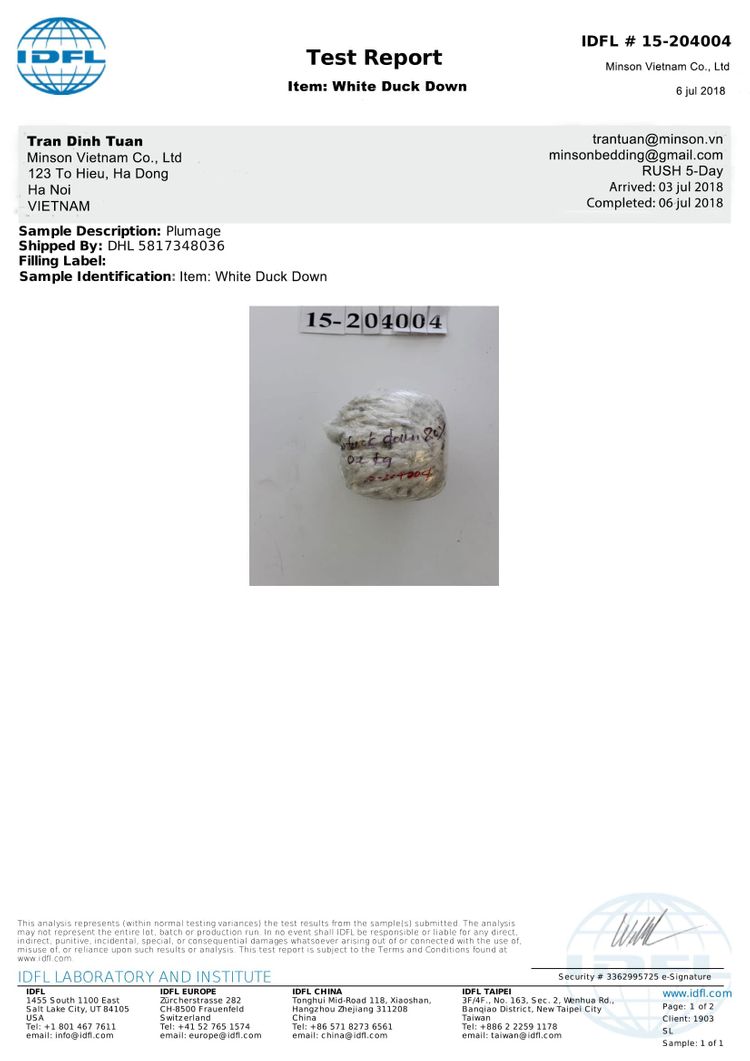 IDFL
Test Report
Item: White Duck Down
IDFL # 15-204004
Minson Vietnam Co., Ltd
6 jul 2018
Tran Dinh Tuan
Minson Vietnam Co., Ltd
123 To Hieu, Ha Dong
Ha Noi
VIETNAM
trantuan@minson.vn
minsonbedding@gmail.com
RUSH 5-Day
Arrived: 03 jul 2018
Completed: 06 jul 2018
Sample Description: Plumage
Shipped By: DHL 5817348036
Filling Label:
Sample Identification: Item: White Duck Down
15-204004
duck down 80%
02 kg
15-204004
This analysis represents (within normal testing variances) the test results from the sample(s) submitted. The analysis
may not represent the entire lot, batch or production run. In no event shall IDFL be responsible or liable for any direct,
indirect, punitive, incidental, special, or consequential damages whatsoever arising out of or connected with the use of,
misuse of, or reliance upon such results or analysis. This test report is subject to the Terms and Conditions found at
www.idfl.com.
Security # 3362995725 e-Signature
IDFL LABORATORY AND INSTITUTE
IDFL
1455 South 1100 East
Salt Lake City, UT 84105
USA
Tel: +1 801 467 7611
email: info@idfl.com
IDFL EUROPE
Zürcherstrasse 282
CH-8500 Frauenfeld
Switzerland
Tel: +41 52 765 1574
email: europe@idfl.com
IDFL CHINA
Tonghui Mid-Road 118, Xiaoshan,
Hangzhou Zhejiang 311208
China
Tel: +86 571 8273 6561
email: china@idfl.com
IDFL TAIPEI
3F/4F., No. 163, Sec. 2, Wenhua Rd.,
Banqiao District, New Taipei City
Taiwan
Tel: +886 2 2259 1178
email: taiwan@idfl.com
www.idfl.com
Page: 1 of 2
Client: 1903
SL
Sample: 1 of 1